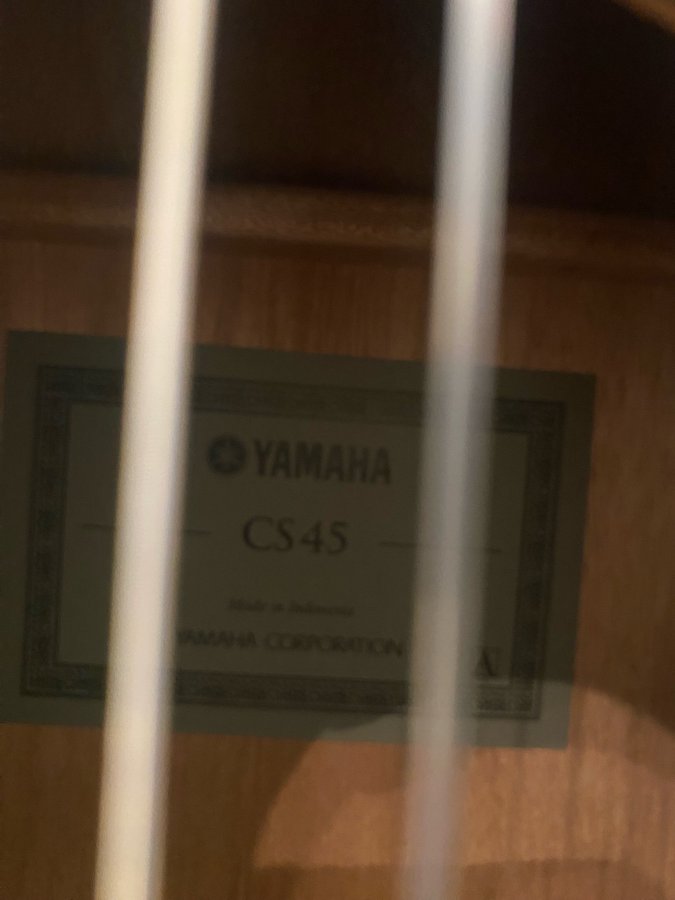 YAMAHA
CS45
Made in Indonesia
YAMAHA CORPORATION
A